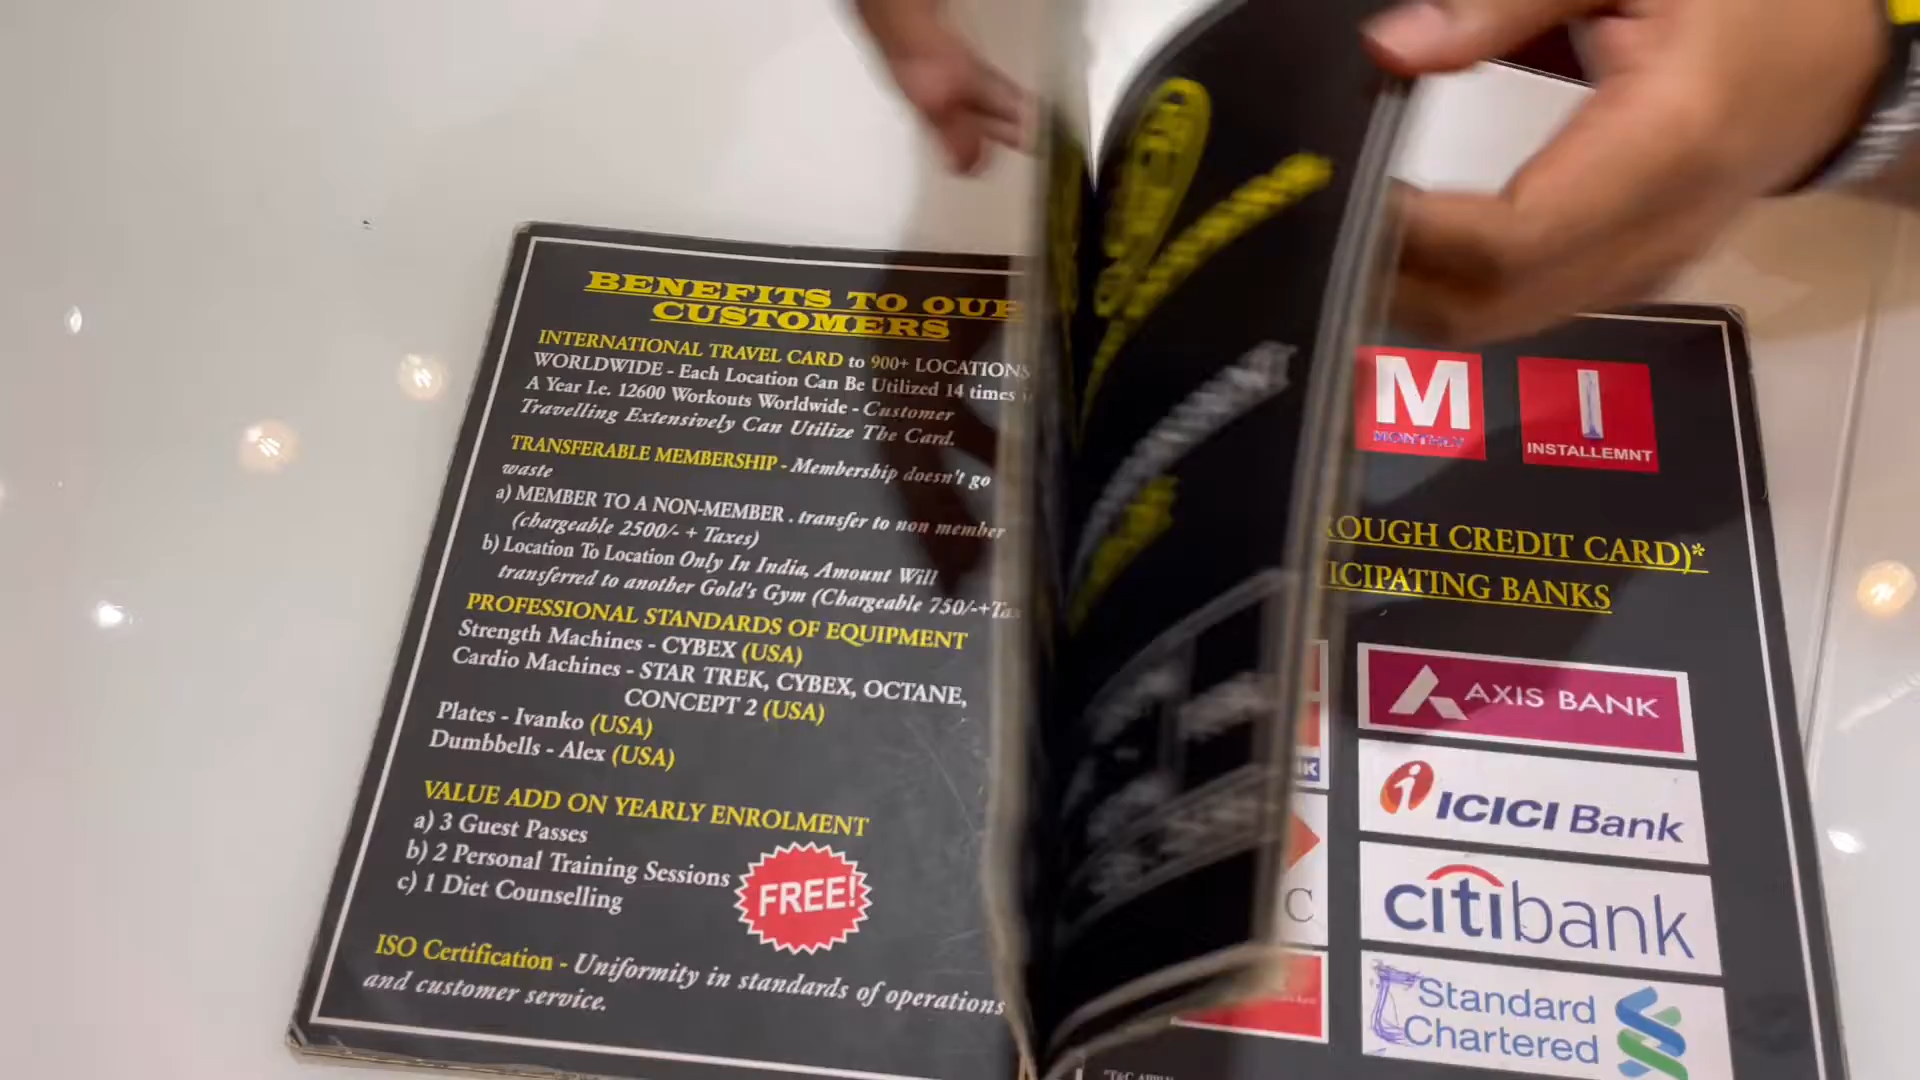 BENEFITS TO OUR
CUSTOMERS
INTERNATIONAL TRAVEL CARD to 900+ LOCATIONS
WORLDWIDE - Each Location Can Be Utilized 14 times
A Year I.e. 12600 Workouts Worldwide - Customer
Travelling Extensively Can Utilize The Card.
TRANSFERABLE MEMBERSHIP - Membership doesn't go
waste
a) MEMBER TO A NON-MEMBER . transfer to non member
(chargeable 2500/- + Taxes)
b) Location To Location Only In India, Amount Will
transferred to another Gold's Gym (Chargeable 750/-+Tax
PROFESSIONAL STANDARDS OF EQUIPMENT
Strength Machines - CYBEX (USA)
Cardio Machines - STAR TREK, CYBEX, OCTANE,
CONCEPT 2 (USA)
Plates - Ivanko (USA)
Dumbbells - Alex (USA)
VALUE ADD ON YEARLY ENROLMENT
a) 3 Guest Passes
b) 2 Personal Training Sessions
c) 1 Diet Counselling
FREE!
ISO Certification - Uniformity in standards of operations
and customer service.
M
MONTHLY
I
INSTALLEMNT
ROUGH CREDIT CARD)*
ICIPATING BANKS
AXIS BANK
ICICI Bank
citibank
Standard
Chartered